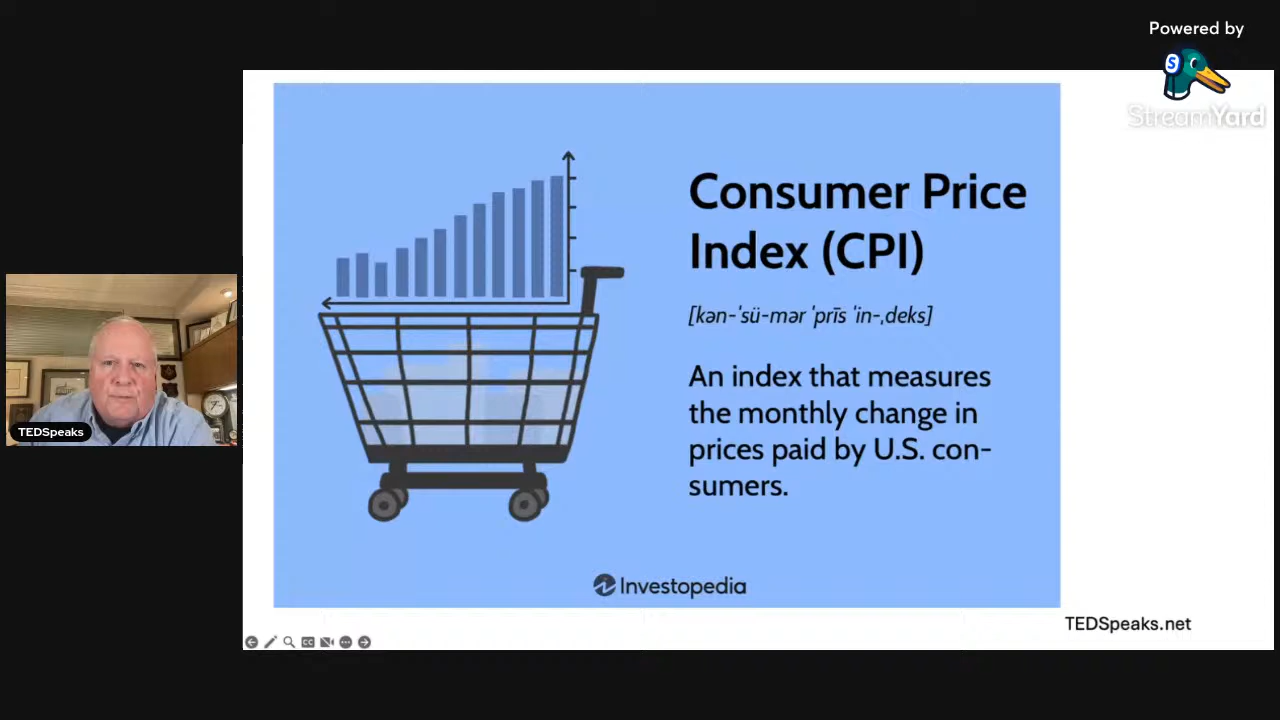 Powered by
S
StreamYard
Consumer Price
Index (CPI)
[kən-ˈsü-mər ˈprīs ˈin-ˌdeks]
An index that measures
the monthly change in
prices paid by U.S. con-
sumers.
TEDSpeaks
Investopedia
TEDSpeaks.net
CC